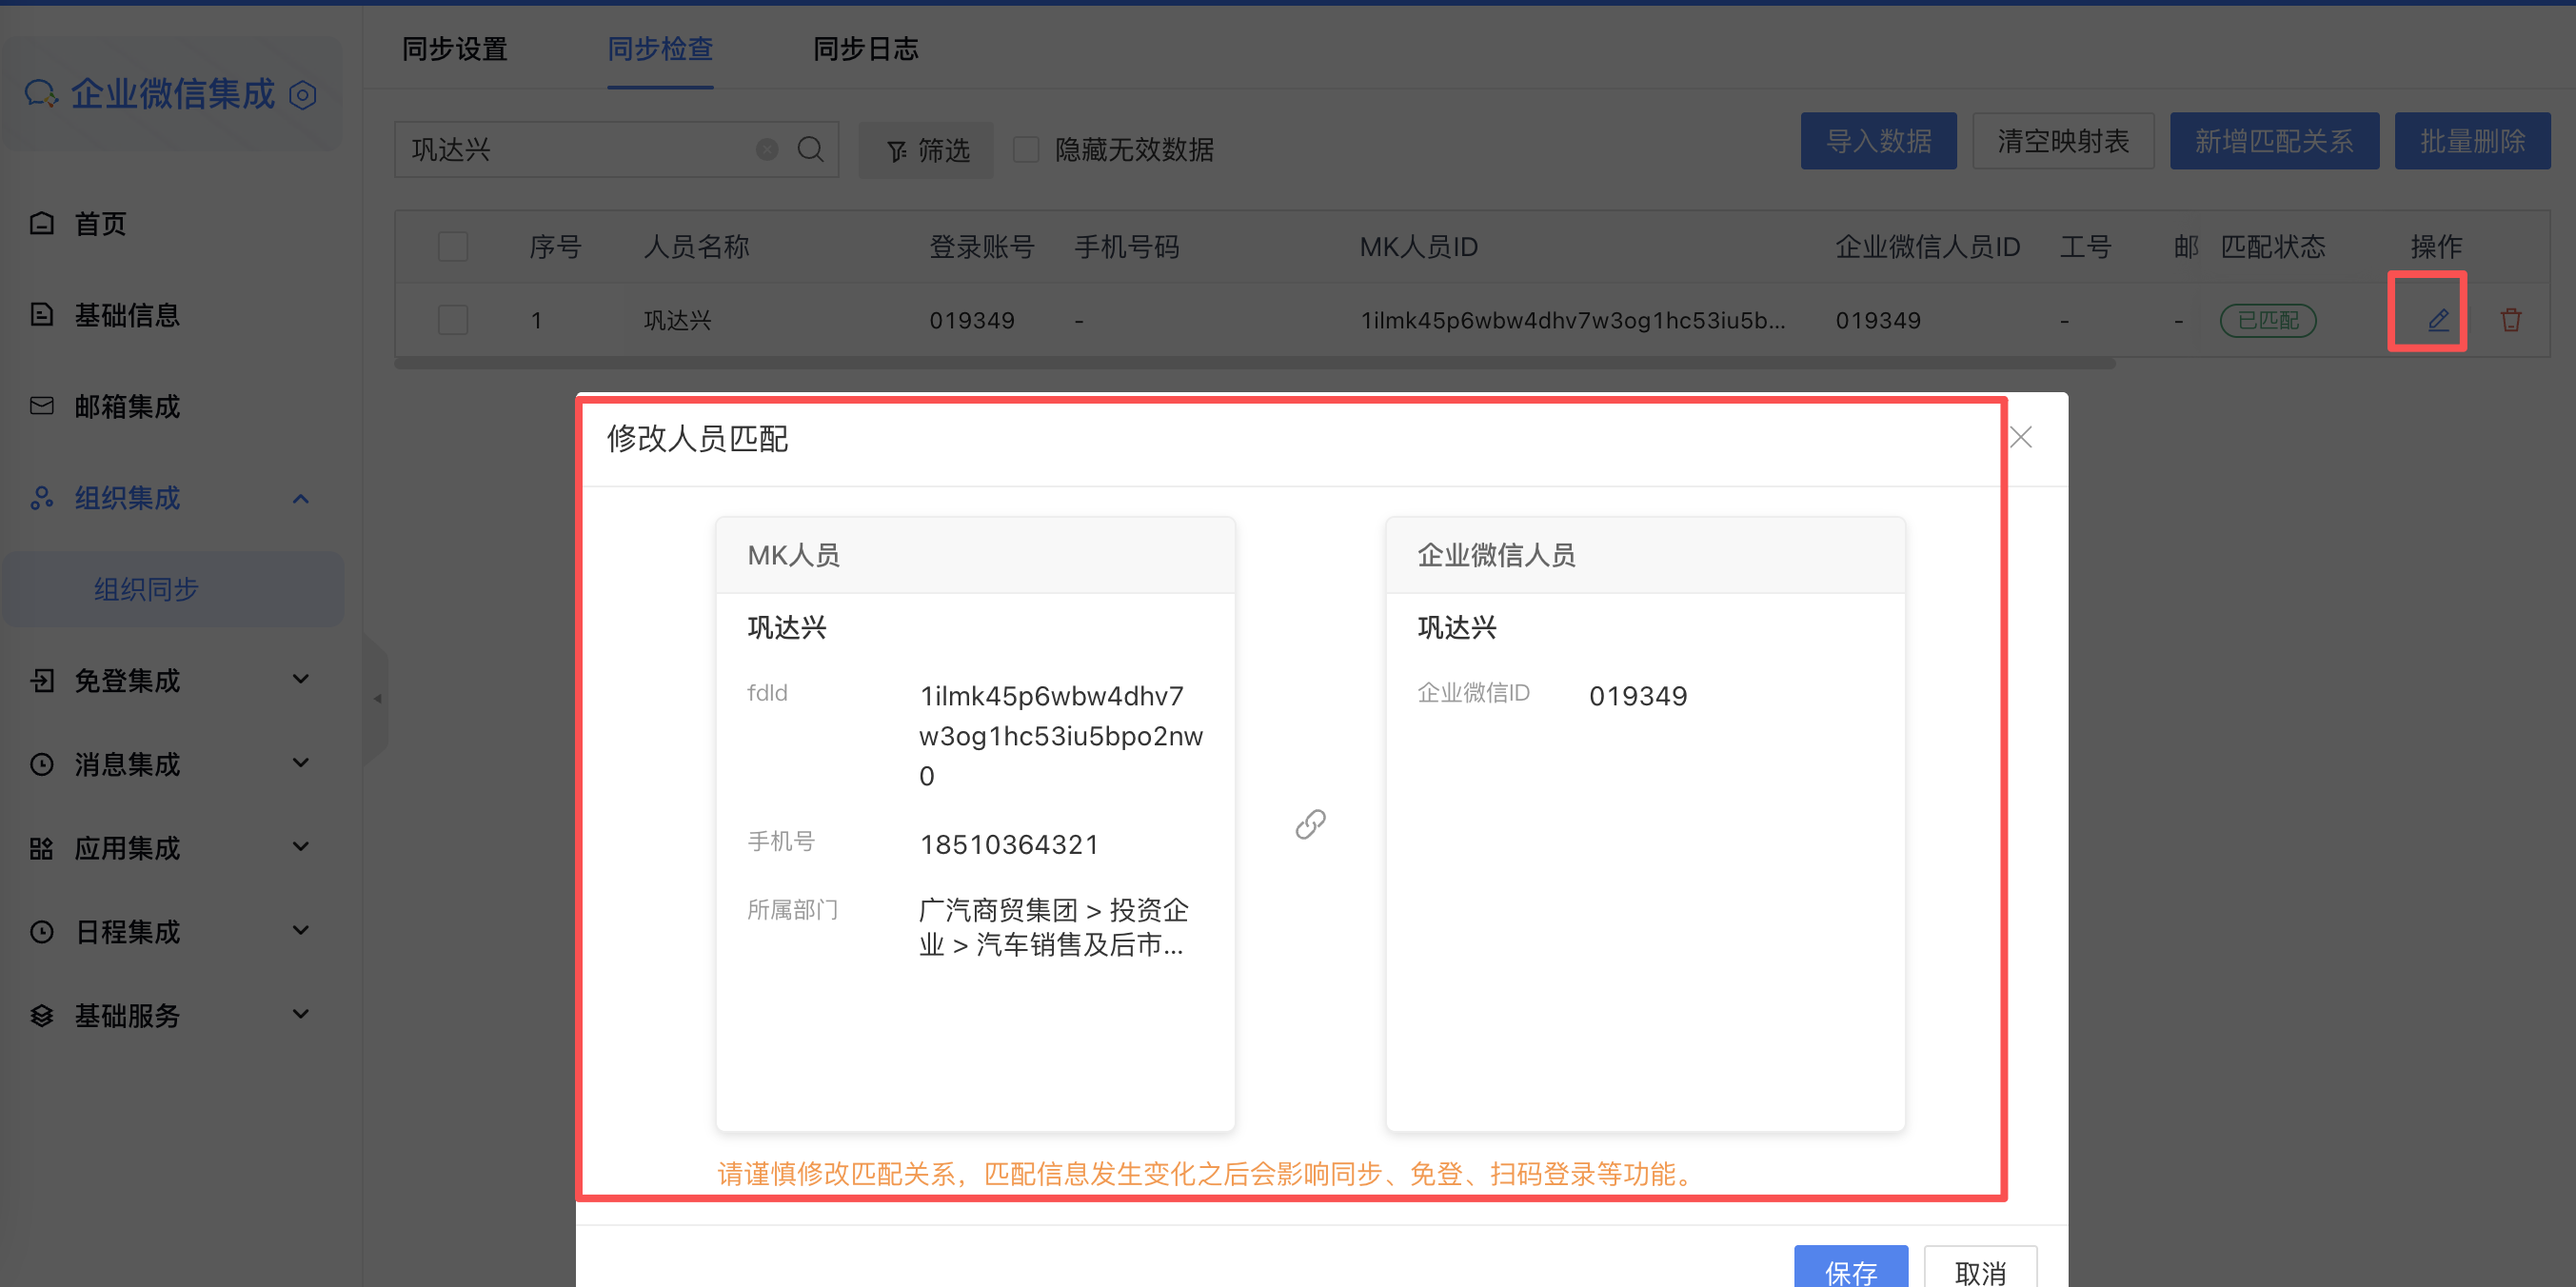 企业微信集成
首页
基础信息
邮箱集成
组织集成
组织同步
免登集成
消息集成
应用集成
日程集成
基础服务
同步设置 同步检查 同步日志
巩达兴 筛选 隐藏无效数据 导入数据 清空映射表 新增匹配关系 批量删除
序号 人员名称 登录账号 手机号码 MK人员ID 企业微信人员ID 工号 邮 匹配状态 操作
1 巩达兴 019349 - 1ilmk45p6wbw4dhv7w3og1hc53iu5b... 019349 - - 已匹配
修改人员匹配
MK人员
巩达兴
fdId 1ilmk45p6wbw4dhv7
w3og1hc53iu5bpo2nw
0
手机号 18510364321
所属部门 广汽商贸集团 > 投资企
业 > 汽车销售及后市...
企业微信人员
巩达兴
企业微信ID 019349
请谨慎修改匹配关系，匹配信息发生变化之后会影响同步、免登、扫码登录等功能。
保存 取消